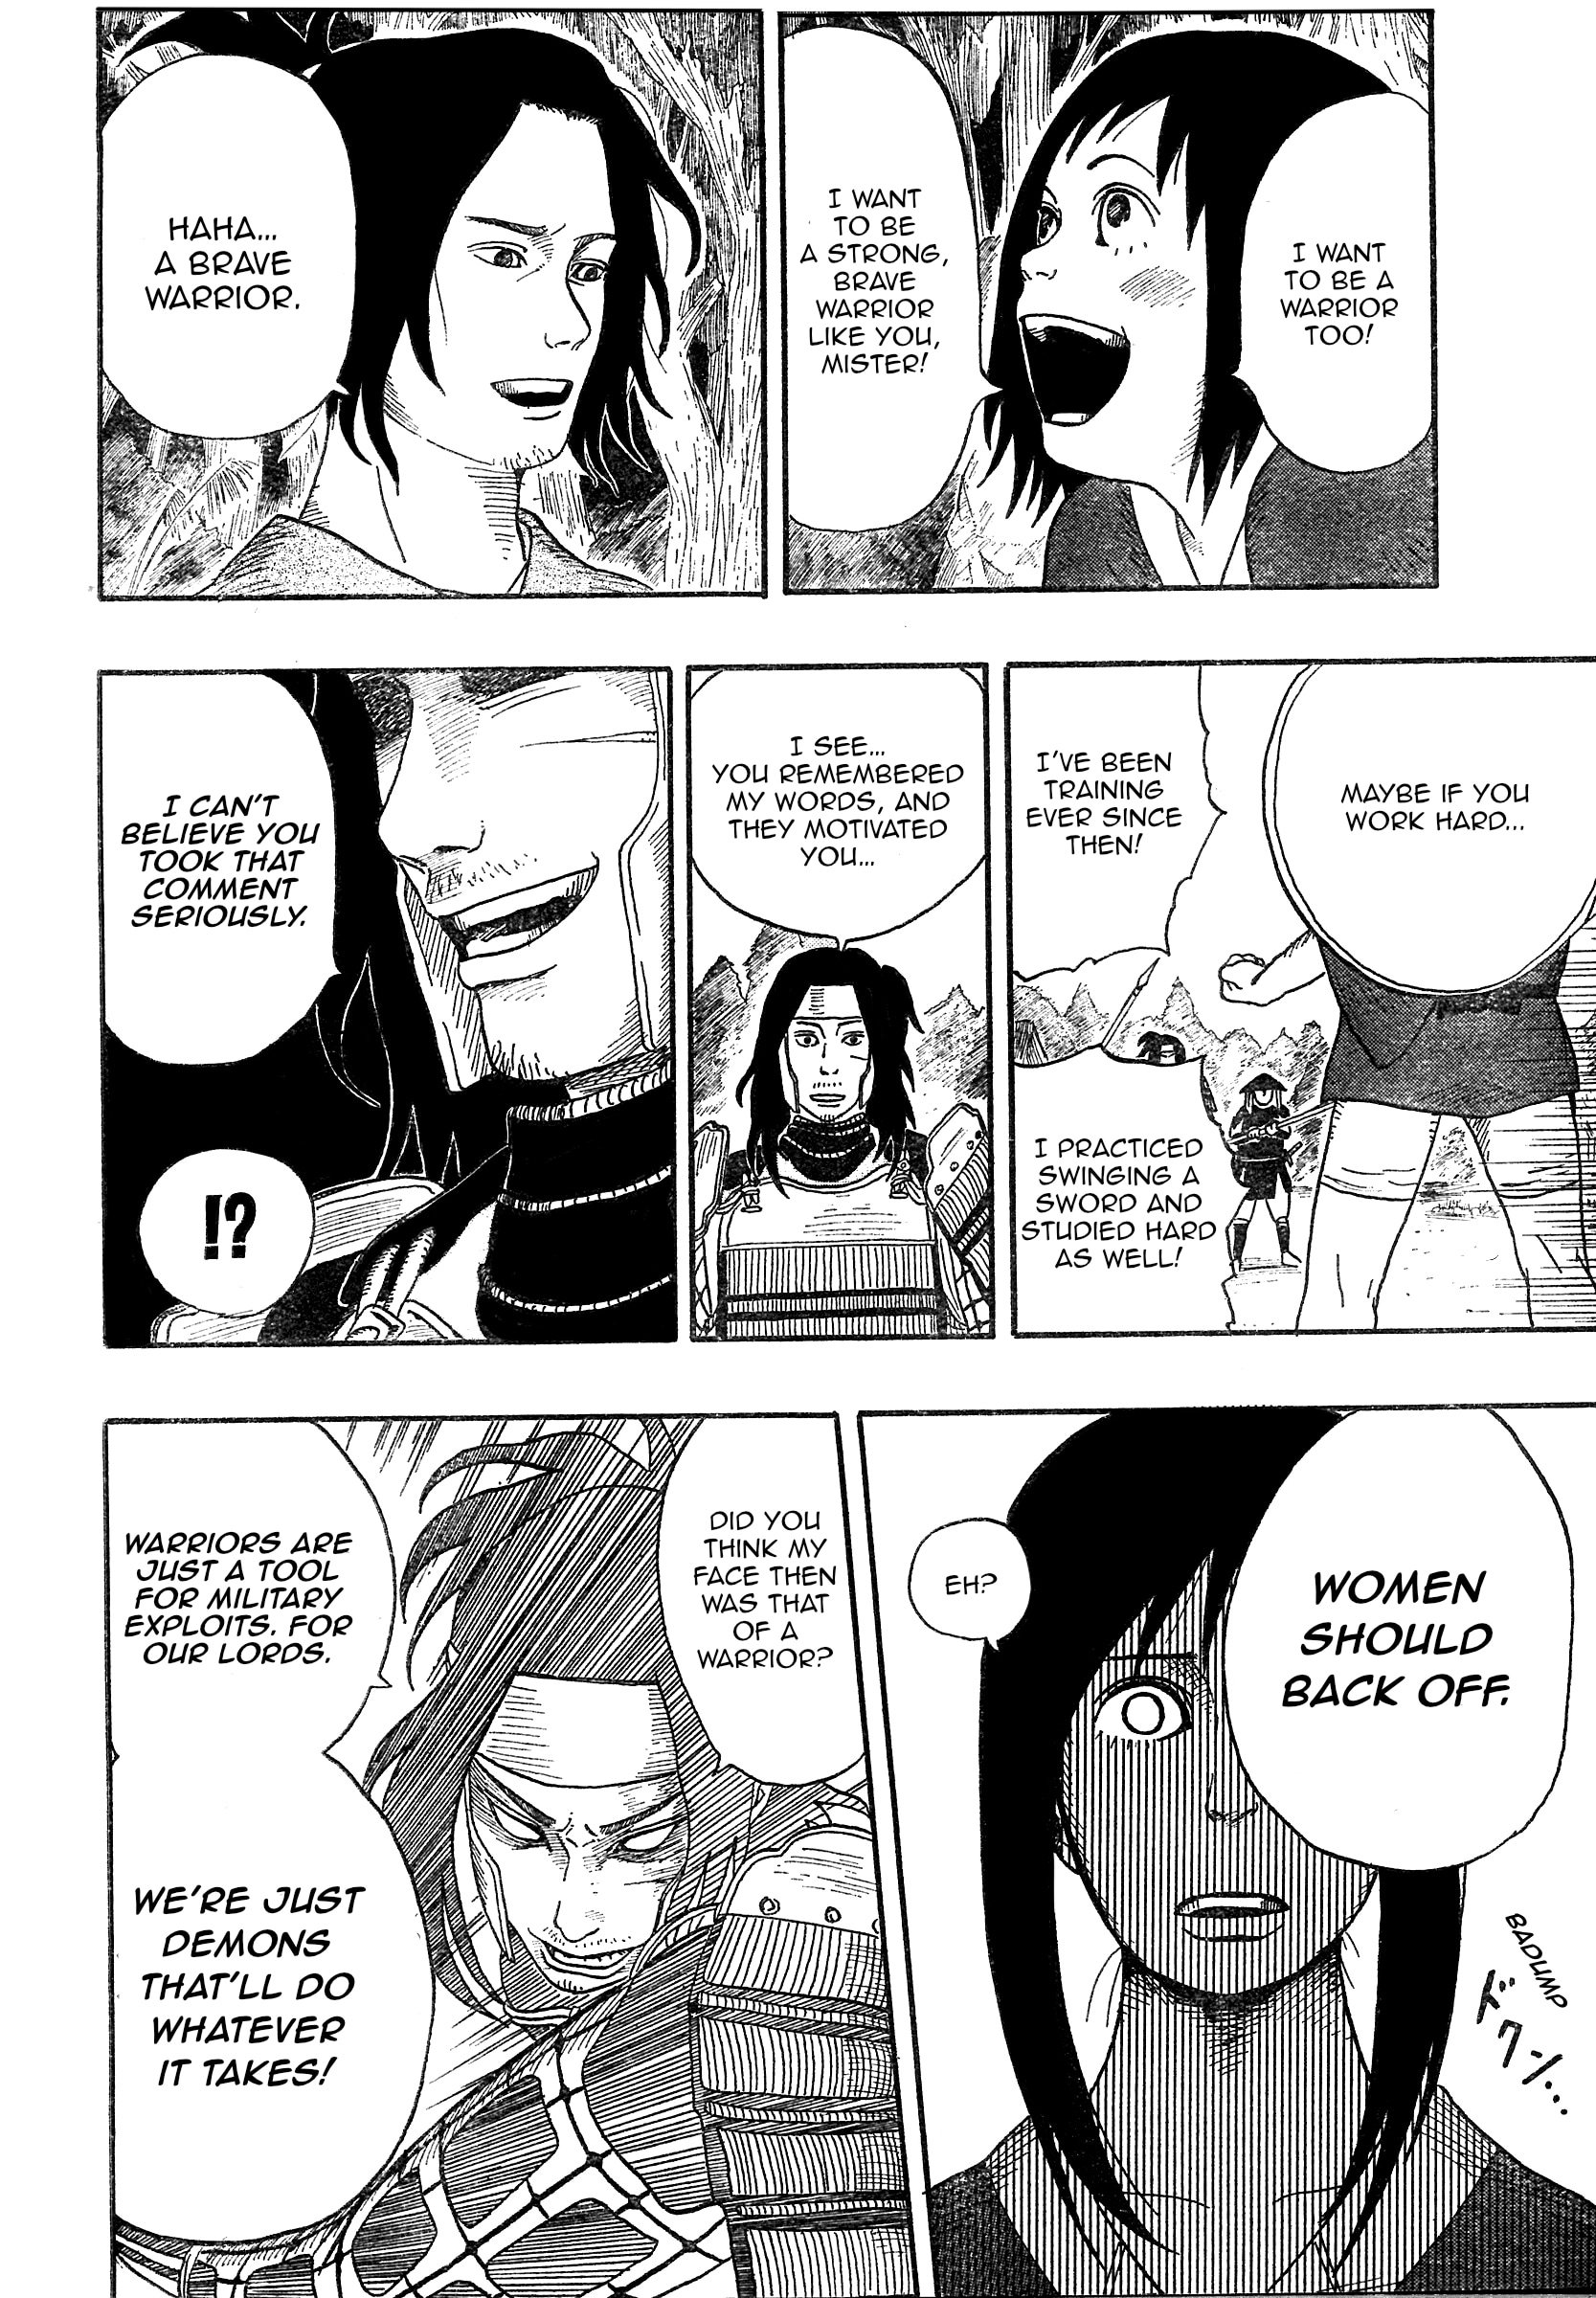 I WANT
TO BE A
WARRIOR
TOO!
I WANT
TO BE
A STRONG,
BRAVE
WARRIOR
LIKE YOU,
MISTER!
HAHA...
A BRAVE
WARRIOR.
MAYBE IF YOU
WORK HARD...
I'VE BEEN
TRAINING
EVER SINCE
THEN!
I PRACTICED
SWINGING A
SWORD AND
STUDIED HARD
AS WELL!
I SEE...
YOU REMEMBERED
MY WORDS, AND
THEY MOTIVATED
YOU...
I CAN'T
BELIEVE YOU
TOOK THAT
COMMENT
SERIOUSLY.
!?
WOMEN
SHOULD
BACK OFF.
EH?
BADUMP
ドクン...
DID YOU
THINK MY
FACE THEN
WAS THAT
OF A
WARRIOR?
WARRIORS ARE
JUST A TOOL
FOR MILITARY
EXPLOITS. FOR
OUR LORDS.
WE'RE JUST
DEMONS
THAT'LL DO
WHATEVER
IT TAKES!